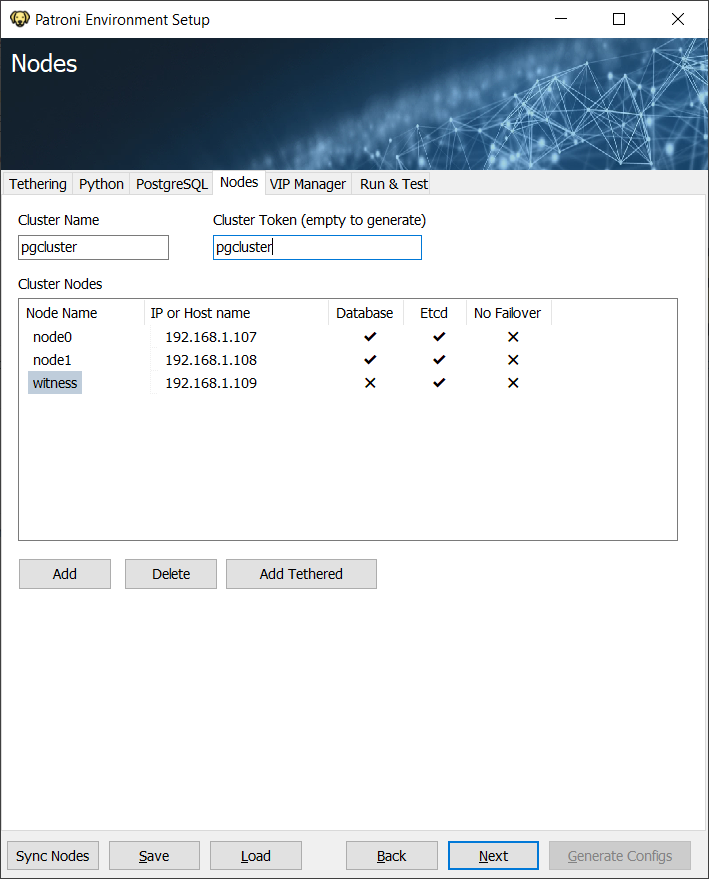 Patroni Environment Setup
Nodes
Tethering Python PostgreSQL Nodes VIP Manager Run & Test
Cluster Name Cluster Token (empty to generate)
pgcluster pgcluster
Cluster Nodes
Node Name IP or Host name Database Etcd No Failover
node0 192.168.1.107 ✔ ✔ ✕
node1 192.168.1.108 ✔ ✔ ✕
witness 192.168.1.109 ✕ ✔ ✕
Add Delete Add Tethered
Sync Nodes Save Load Back Next Generate Configs